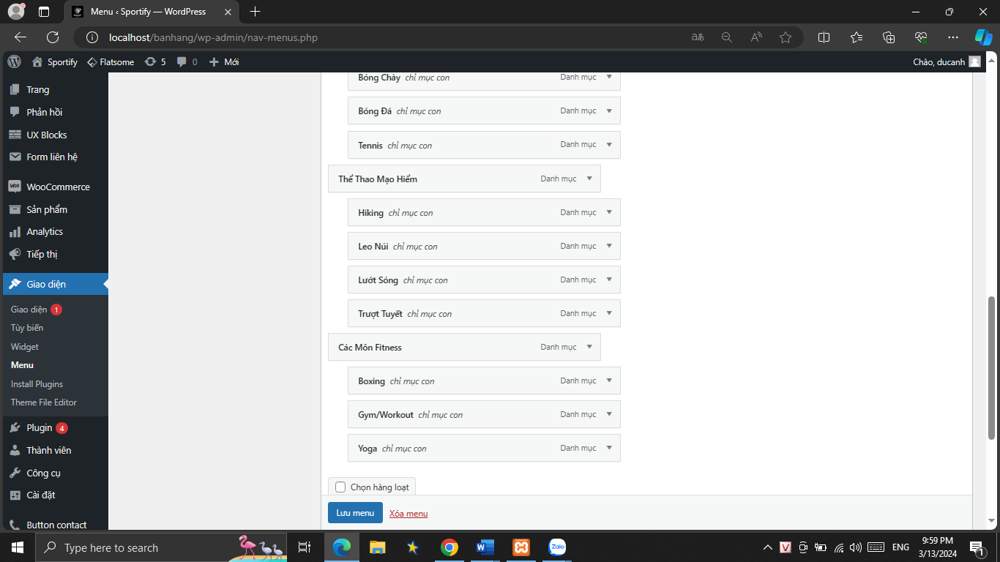 Menu ‹ Sportify — WordPress
localhost/banhang/wp-admin/nav-menus.php
Sportify Flatsome 5 0 Mới
Chào, ducanh
Trang
Phản hồi
UX Blocks
Form liên hệ
WooCommerce
Sản phẩm
Analytics
Tiếp thị
Giao diện
Giao diện 1
Tùy biến
Widget
Menu
Install Plugins
Theme File Editor
Plugin 4
Thành viên
Công cụ
Cài đặt
Button contact
Bóng Chày chỉ mục con Danh mục
Bóng Đá chỉ mục con Danh mục
Tennis chỉ mục con Danh mục
Thể Thao Mạo Hiểm Danh mục
Hiking chỉ mục con Danh mục
Leo Núi chỉ mục con Danh mục
Lướt Sóng chỉ mục con Danh mục
Trượt Tuyết chỉ mục con Danh mục
Các Môn Fitness Danh mục
Boxing chỉ mục con Danh mục
Gym/Workout chỉ mục con Danh mục
Yoga chỉ mục con Danh mục
Chọn hàng loạt
Lưu menu Xóa menu
Type here to search
Zalo
V
ENG
9:59 PM
3/13/2024
1